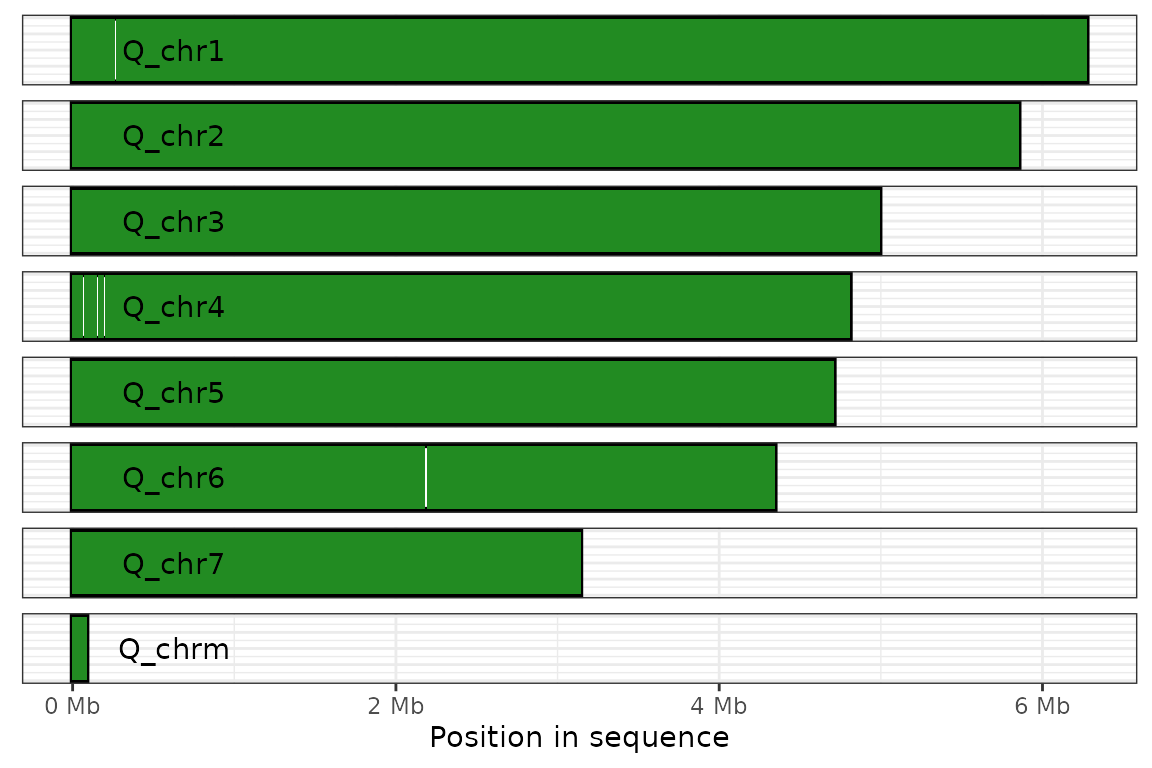 Q_chr1
Q_chr2
Q_chr3
Q_chr4
Q_chr5
Q_chr6
Q_chr7
Q_chrm
0 Mb 2 Mb 4 Mb 6 Mb
Position in sequence